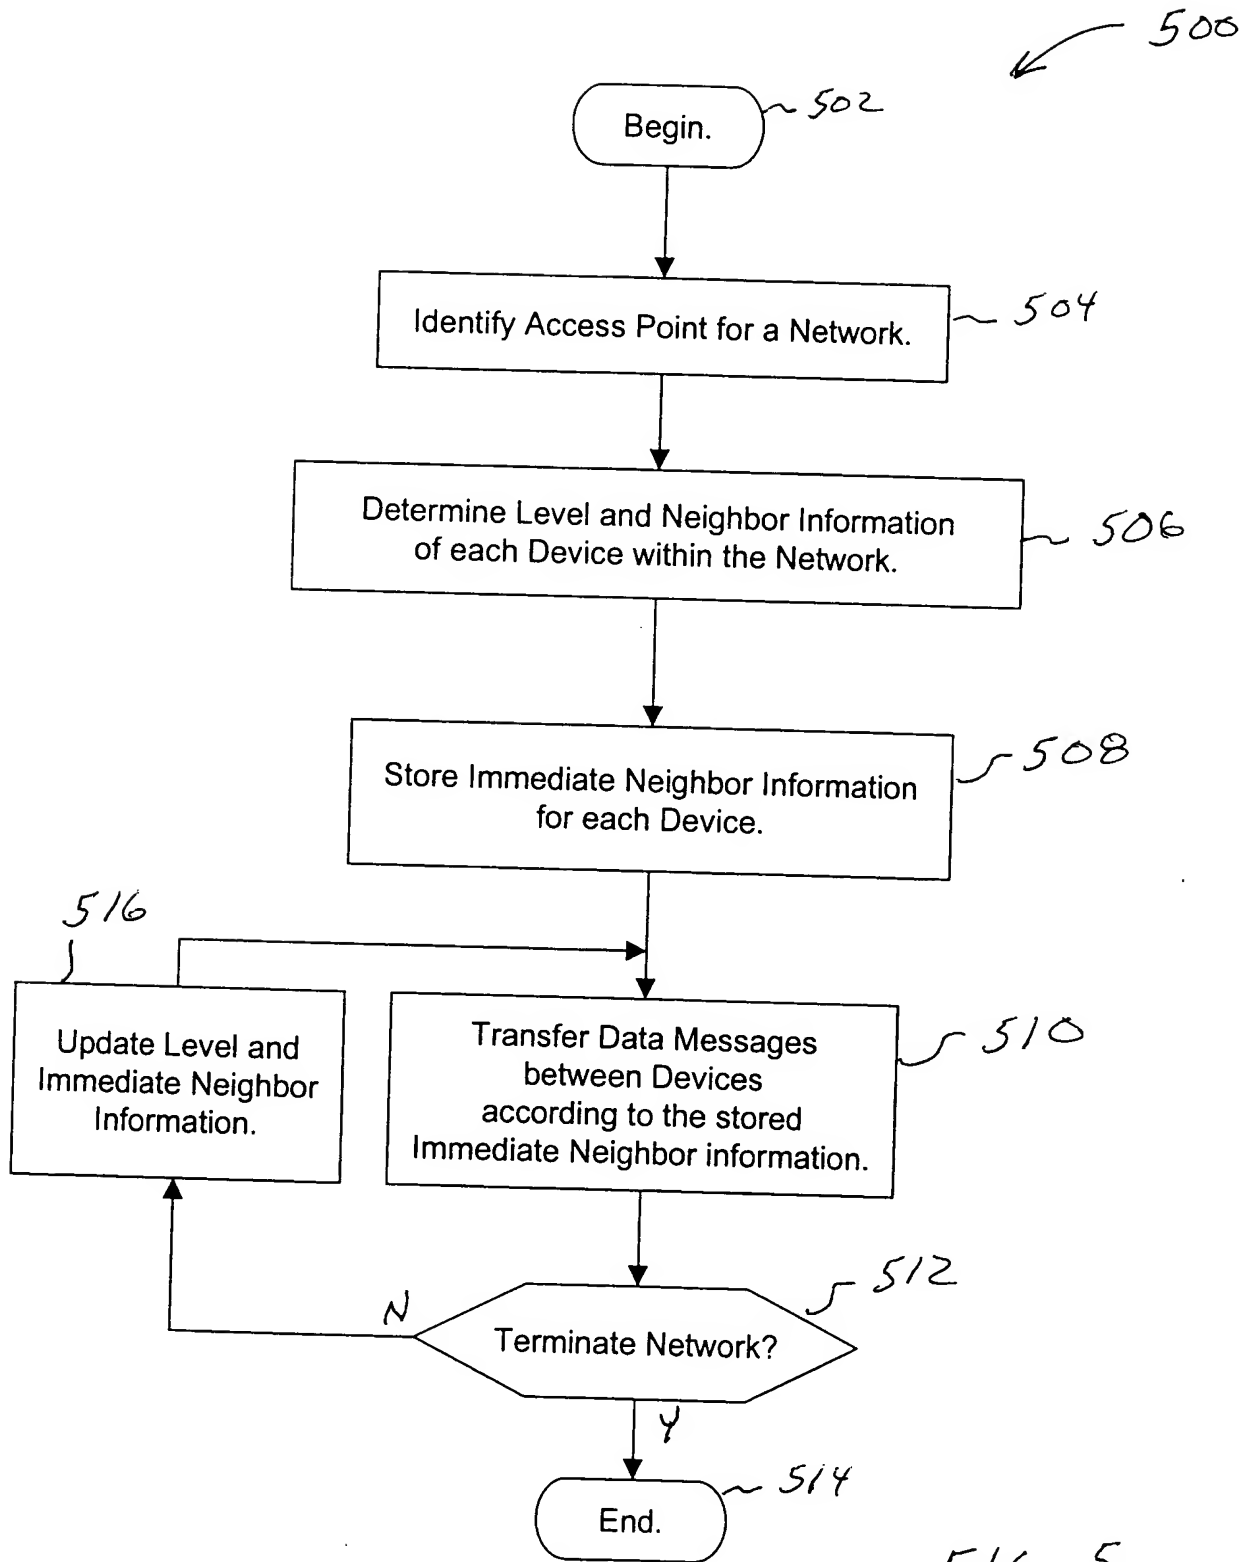 500
Begin.
502
Identify Access Point for a Network.
504
Determine Level and Neighbor Information
of each Device within the Network.
506
Store Immediate Neighbor Information
for each Device.
508
516
Update Level and
Immediate Neighbor
Information.
Transfer Data Messages
between Devices
according to the stored
Immediate Neighbor information.
510
N
Terminate Network?
512
Y
End.
514